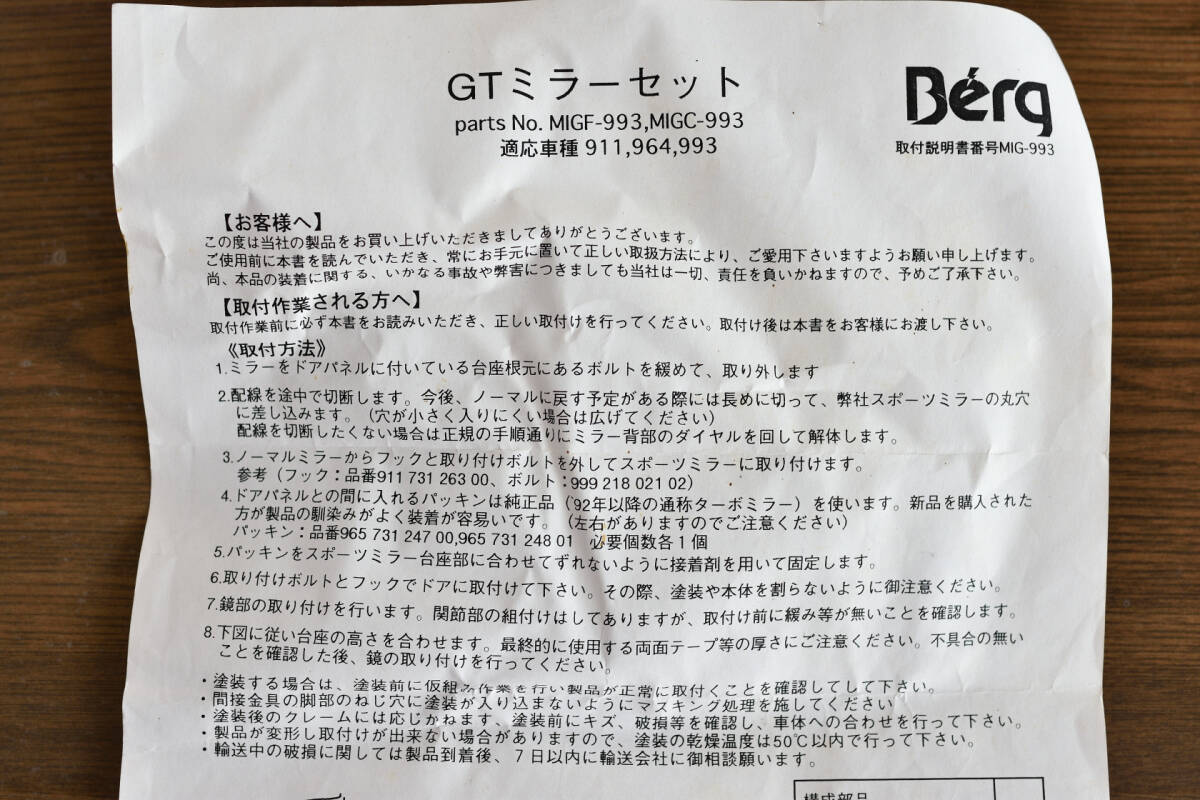 GTミラーセット
Bérg
parts No. MIGF-993,MIGC-993
適応車種 911,964,993
取付説明書番号MIG-993
【お客様へ】
この度は当社の製品をお買い上げいただきましてありがとうございます。
ご使用前に本書を読んでいただき、常にお手元に置いて正しい取扱方法により、ご愛用下さいますようお願い申し上げます。
尚、本品の装着に関する、いかなる事故や弊害につきましても当社は一切、責任を負いかねますので、予めご了承下さい。
【取付作業される方へ】
取付作業前に必ず本書をお読みいただき、正しい取付けを行ってください。取付け後は本書をお客様にお渡し下さい。
《取付方法》
1.ミラーをドアパネルに付いている台座根元にあるボルトを緩めて、取り外します
2.配線を途中で切断します。今後、ノーマルに戻す予定がある際には長めに切って、弊社スポーツミラーの丸穴
に差し込みます。（穴が小さく入りにくい場合は広げてください）
配線を切断したくない場合は正規の手順通りにミラー背部のダイヤルを回して解体します。
3.ノーマルミラーからフックと取り付けボルトを外してスポーツミラーに取り付けます。
参考（フック：品番911 731 263 00、ボルト：999 218 021 02）
4.ドアパネルとの間に入れるパッキンは純正品（'92年以降の通称ターボミラー）を使います。新品を購入された
方が製品の馴染みがよく装着が容易いです。（左右がありますのでご注意ください）
パッキン：品番965 731 247 00,965 731 248 01　必要個数各１個
5.パッキンをスポーツミラー台座部に合わせてずれないように接着剤を用いて固定します。
6.取り付けボルトとフックでドアに取付けて下さい。その際、塗装や本体を割らないように御注意ください。
7.鏡部の取り付けを行います。関節部の組付けはしてありますが、取付け前に緩み等が無いことを確認します。
8.下図に従い台座の高さを合わせます。最終的に使用する両面テープ等の厚さにご注意ください。不具合の無い
ことを確認した後、鏡の取り付けを行ってください。
・塗装する場合は、塗装前に仮組み作業を行い製品が正常に取付くことを確認してして下さい。
・間接金具の脚部のねじ穴に塗装が入り込まないようにマスキング処理を施してください
・塗装後のクレームには応じかねます、塗装前にキズ、破損等を確認し、車体への合わせを行って下さい。
・製品が変形し取付けが出来ない場合がありますので、塗装の乾燥温度は50℃以内で行って下さい。
・輸送中の破損に関しては製品到着後、７日以内に輸送会社に御相談願います。
構成部品